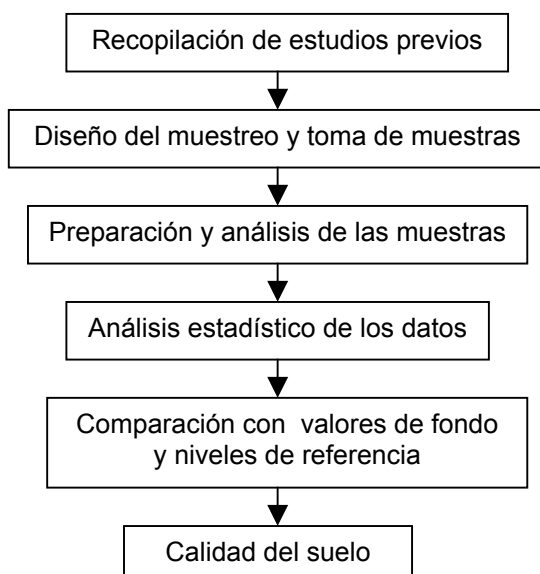 Recopilación de estudios previos
Diseño del muestreo y toma de muestras
Preparación y análisis de las muestras
Análisis estadístico de los datos
Comparación con valores de fondo
y niveles de referencia
Calidad del suelo